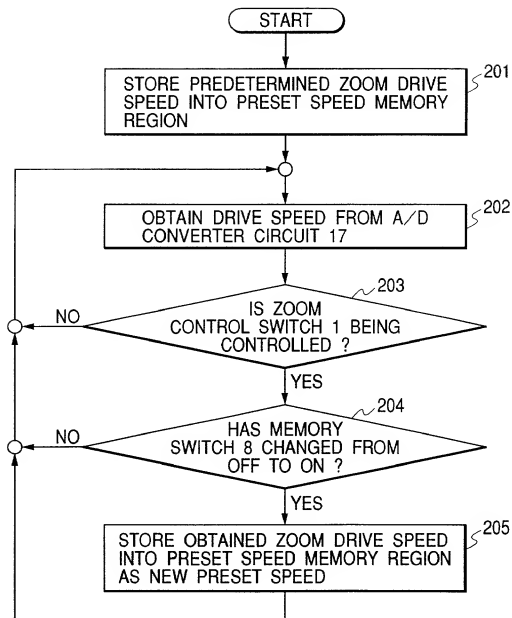 START
201
STORE PREDETERMINED ZOOM DRIVE
SPEED INTO PRESET SPEED MEMORY
REGION
202
OBTAIN DRIVE SPEED FROM A/D
CONVERTER CIRCUIT 17
203
IS ZOOM
CONTROL SWITCH 1 BEING
CONTROLLED ?
NO
YES
204
HAS MEMORY
SWITCH 8 CHANGED FROM
OFF TO ON ?
NO
YES
205
STORE OBTAINED ZOOM DRIVE SPEED
INTO PRESET SPEED MEMORY REGION
AS NEW PRESET SPEED